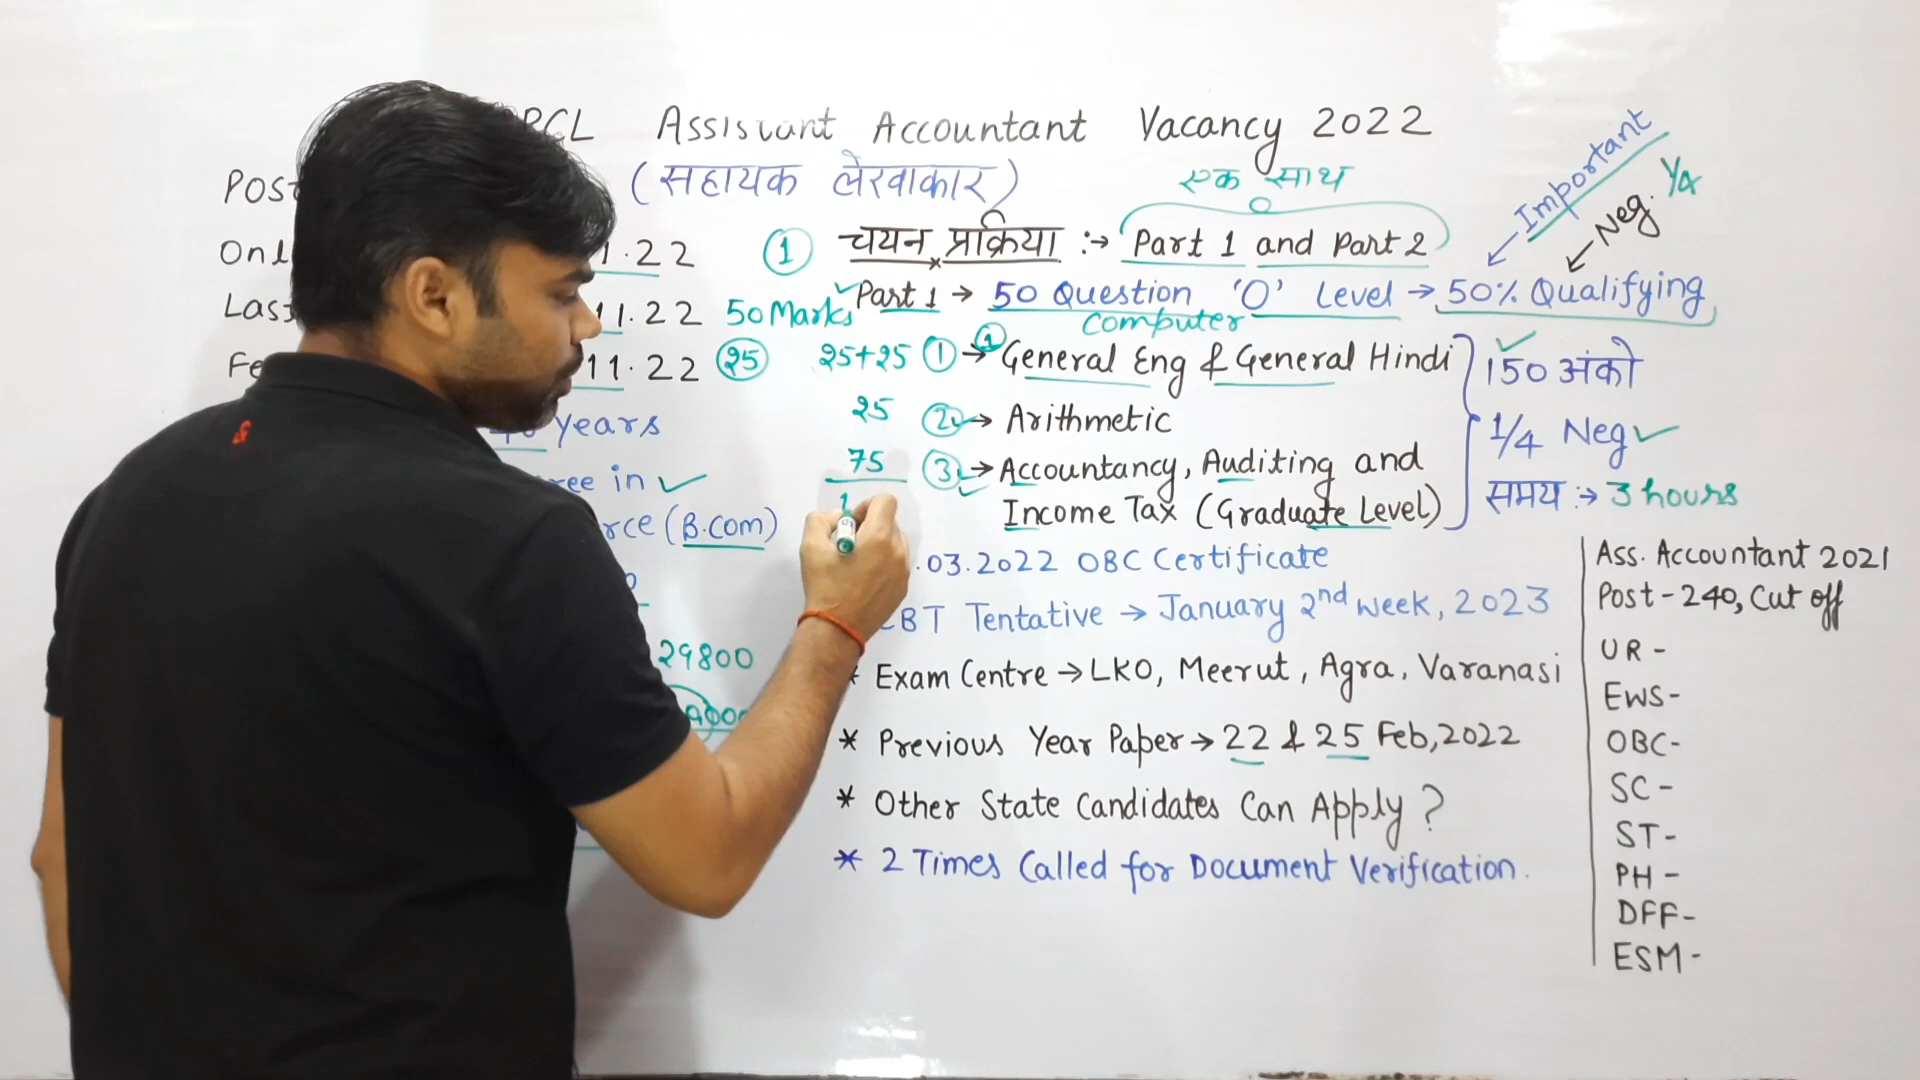 PCL Assistant Accountant Vacancy 2022
(सहायक लेखाकार)
एक साथ
Important
Neg. 1/4
Post
Onl 1.22
Last 11.22
Fe 11.22
years
ree in
rce (B.com)
29800
① चयन प्रक्रिया :→ Part 1 and Part 2
50 Marks Part 1 → 50 Question 'O' Level → 50% Qualifying
Computer
25 25+25 ① → ① General Eng & General Hindi
25 ② → Arithmetic
75 ③ → Accountancy, Auditing and
1 Income Tax (Graduate Level)
150 अंको
1/4 Neg
समय :→ 3 hours
.03.2022 OBC Certificate
CBT Tentative → January 2nd week, 2023
* Exam Centre → LKO, Meerut, Agra, Varanasi
* Previous Year Paper → 22 & 25 Feb, 2022
* Other State Candidates Can Apply ?
* 2 Times Called for Document Verification.
Ass. Accountant 2021
Post - 240, Cut off
UR -
EWS -
OBC -
SC -
ST -
PH -
DFF -
ESM -